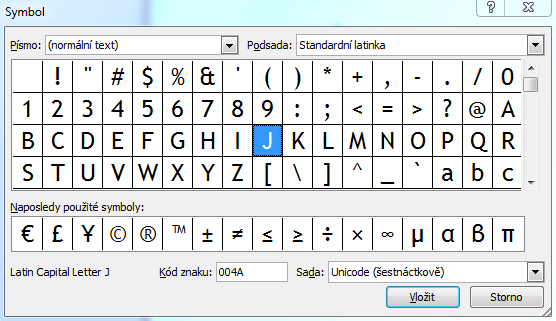 Symbol
Písmo: (normální text) Podsada: Standardní latinka
! " # $ % & ' ( ) * + , - . / 0
1 2 3 4 5 6 7 8 9 : ; < = > ? @ A
B C D E F G H I J K L M N O P Q R
S T U V W X Y Z [ \ ] ^ _ ` a b c
Naposledy použité symboly:
€ £ ¥ © ® ™ ± ≠ ≤ ≥ ÷ × ∞ µ α β π
Latin Capital Letter J Kód znaku: 004A Sada: Unicode (šestnáctkově)
Vložit Storno